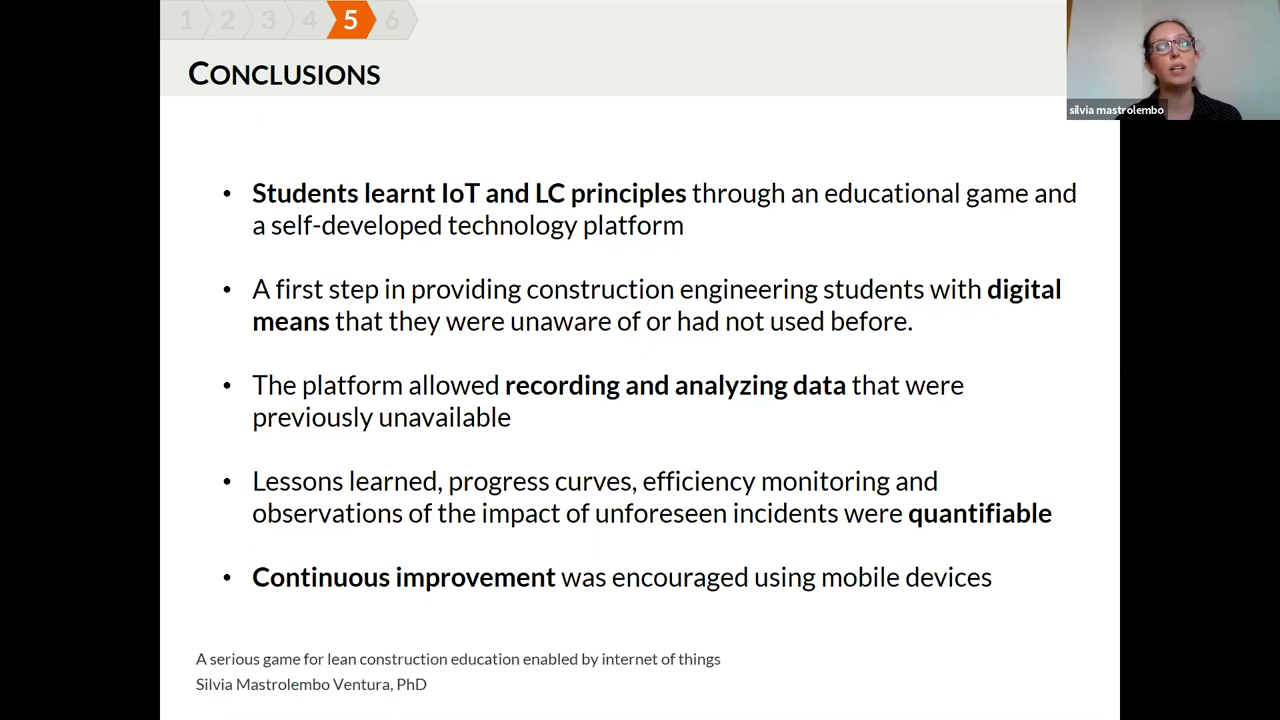 1 2 3 4 5 6
CONCLUSIONS
silvia mastrolembo
• Students learnt IoT and LC principles through an educational game and
a self-developed technology platform
• A first step in providing construction engineering students with digital
means that they were unaware of or had not used before.
• The platform allowed recording and analyzing data that were
previously unavailable
• Lessons learned, progress curves, efficiency monitoring and
observations of the impact of unforeseen incidents were quantifiable
• Continuous improvement was encouraged using mobile devices
A serious game for lean construction education enabled by internet of things
Silvia Mastrolembo Ventura, PhD